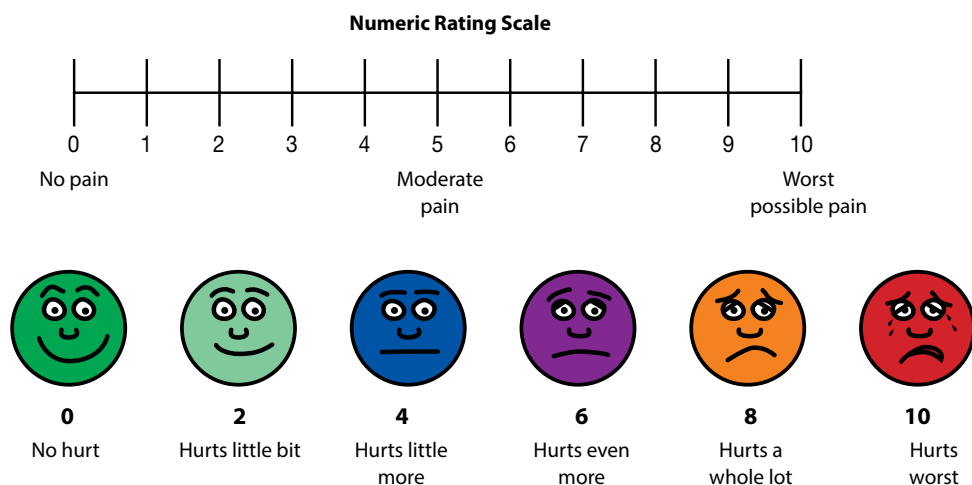 Numeric Rating Scale
0 1 2 3 4 5 6 7 8 9 10
No pain Moderate pain Worst possible pain
0 2 4 6 8 10
No hurt Hurts little bit Hurts little more Hurts even more Hurts a whole lot Hurts worst